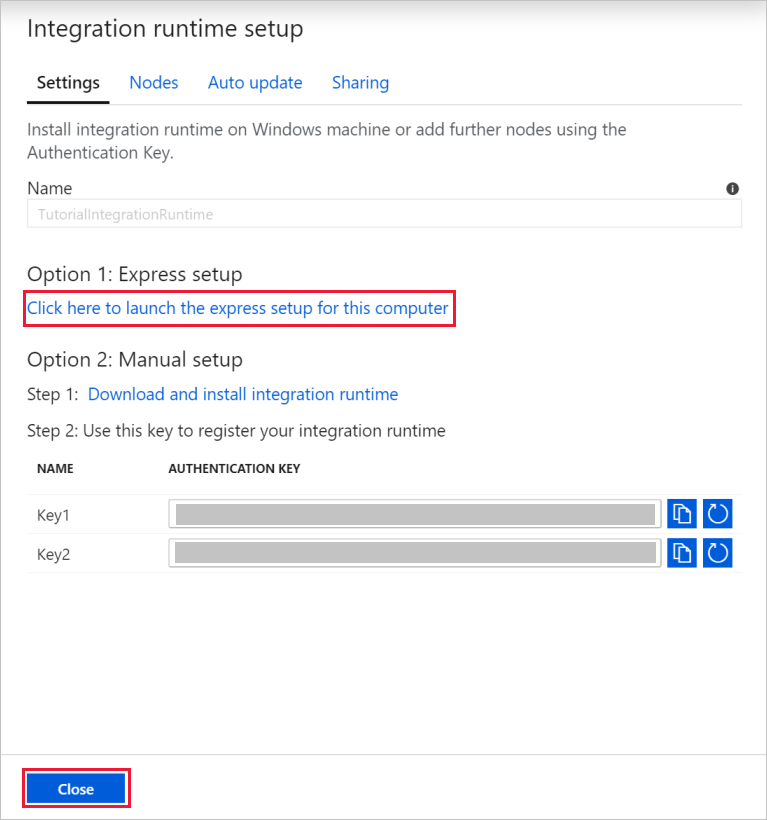 Integration runtime setup
Settings Nodes Auto update Sharing
Install integration runtime on Windows machine or add further nodes using the
Authentication Key.
Name
TutorialIntegrationRuntime
Option 1: Express setup
Click here to launch the express setup for this computer
Option 2: Manual setup
Step 1: Download and install integration runtime
Step 2: Use this key to register your integration runtime
NAME AUTHENTICATION KEY
Key1
Key2
Close